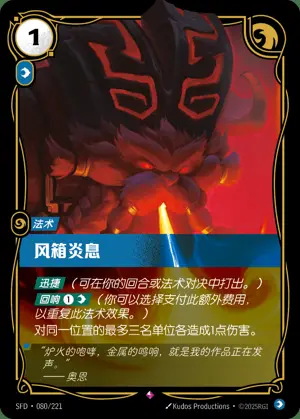 1
法术
风箱炎息
迅捷 (可在你的回合或法术对决中打出。)
回响 1 (你可以选择支付此额外费用,
以重复此法术效果。)
对同一位置的最多三名单位各造成1点伤害。
“护火的咆哮,金属的鸣响,就是我的作品正在发
声。”
——奥恩
SFD • 080/221
Kudos Productions
©2025RGI